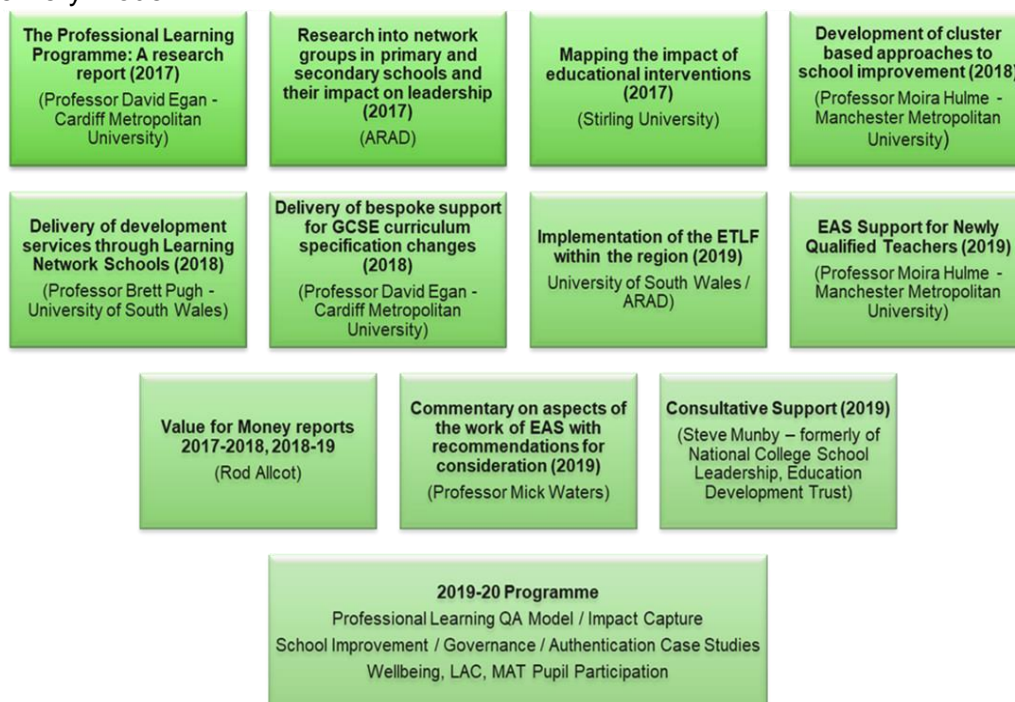 The Professional Learning
Programme: A research
report (2017)
(Professor David Egan -
Cardiff Metropolitan
University)
Research into network
groups in primary and
secondary schools and
their impact on leadership
(2017)
(ARAD)
Mapping the impact of
educational interventions
(2017)
(Stirling University)
Development of cluster
based approaches to
school improvement (2018)
(Professor Moira Hulme -
Manchester Metropolitan
University)
Delivery of development
services through Learning
Network Schools (2018)
(Professor Brett Pugh -
University of South Wales)
Delivery of bespoke support
for GCSE curriculum
specification changes
(2018)
(Professor David Egan -
Cardiff Metropolitan
University)
Implementation of the ETLF
within the region (2019)
University of South Wales /
ARAD)
EAS Support for Newly
Qualified Teachers (2019)
(Professor Moira Hulme -
Manchester Metropolitan
University)
Value for Money reports
2017-2018, 2018-19
(Rod Allcot)
Commentary on aspects of
the work of EAS with
recommendations for
consideration (2019)
(Professor Mick Waters)
Consultative Support (2019)
(Steve Munby – formerly of
National College School
Leadership, Education
Development Trust)
2019-20 Programme
Professional Learning QA Model / Impact Capture
School Improvement / Governance / Authentication Case Studies
Wellbeing, LAC, MAT Pupil Participation